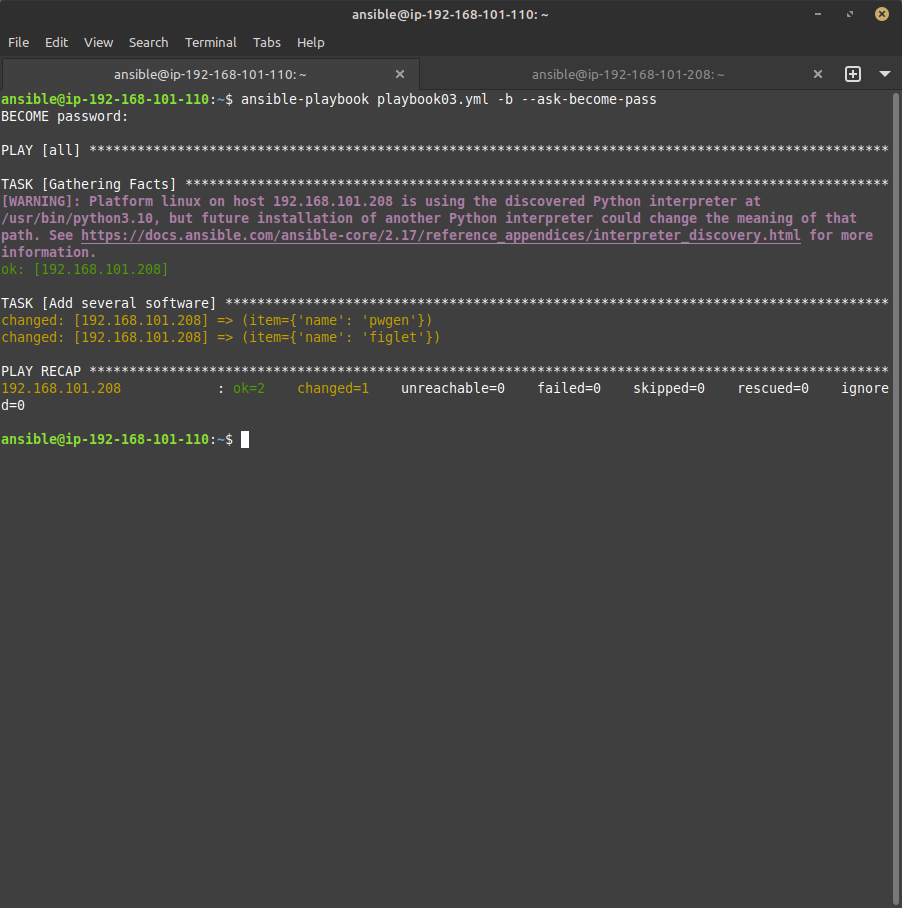 ansible@ip-192-168-101-110: ~
File Edit View Search Terminal Tabs Help
ansible@ip-192-168-101-110: ~ ansible@ip-192-168-101-208: ~
ansible@ip-192-168-101-110:~$ ansible-playbook playbook03.yml -b --ask-become-pass
BECOME password:
PLAY [all] ****************************************************************************************************
TASK [Gathering Facts] ****************************************************************************************
[WARNING]: Platform linux on host 192.168.101.208 is using the discovered Python interpreter at
/usr/bin/python3.10, but future installation of another Python interpreter could change the meaning of that
path. See https://docs.ansible.com/ansible-core/2.17/reference_appendices/interpreter_discovery.html for more
information.
ok: [192.168.101.208]
TASK [Add several software] ***********************************************************************************
changed: [192.168.101.208] => (item={'name': 'pwgen'})
changed: [192.168.101.208] => (item={'name': 'figlet'})
PLAY RECAP ****************************************************************************************************
192.168.101.208            : ok=2    changed=1    unreachable=0    failed=0    skipped=0    rescued=0    ignore
d=0
ansible@ip-192-168-101-110:~$